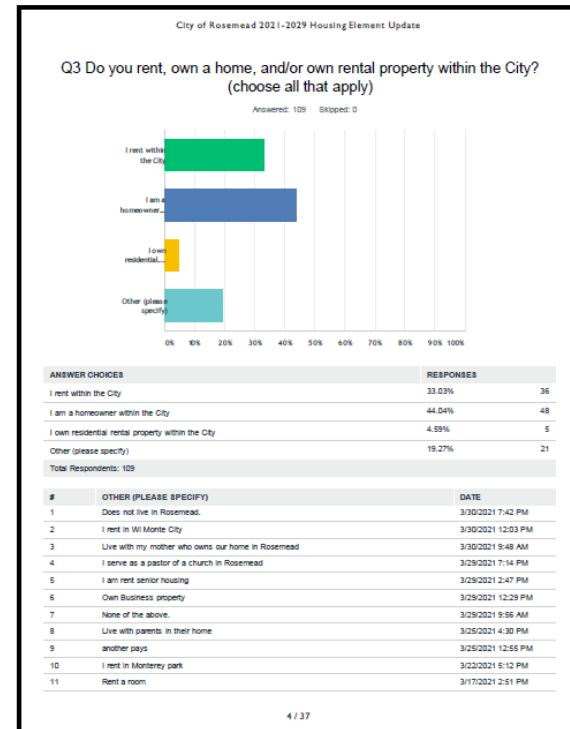 City of Rosemead 2021-2029 Housing Element Update
Q3 Do you rent, own a home, and/or own rental property within the City?
(choose all that apply)
Answered: 109 Skipped: 0
I rent within
the City
I am a
homeowner...
I own
residential...
Other (please
specify)
0% 10% 20% 30% 40% 50% 60% 70% 80% 90% 100%
ANSWER CHOICES RESPONSES
I rent within the City 33.03% 36
I am a homeowner within the City 44.04% 48
I own residential rental property within the City 4.59% 5
Other (please specify) 19.27% 21
Total Respondents: 109
# OTHER (PLEASE SPECIFY) DATE
1 Does not live in Rosemead. 3/30/2021 7:42 PM
2 I rent in WI Monte City 3/30/2021 12:03 PM
3 Live with my mother who owns our home in Rosemead 3/30/2021 9:48 AM
4 I serve as a pastor of a church in Rosemead 3/29/2021 7:14 PM
5 I am rent senior housing 3/29/2021 2:47 PM
6 Own Business property 3/29/2021 12:29 PM
7 None of the above. 3/29/2021 9:56 AM
8 Live with parents in their home 3/25/2021 4:30 PM
9 another pays 3/25/2021 12:55 PM
10 I rent in Monterey park 3/22/2021 5:12 PM
11 Rent a room 3/17/2021 2:51 PM
4 / 37